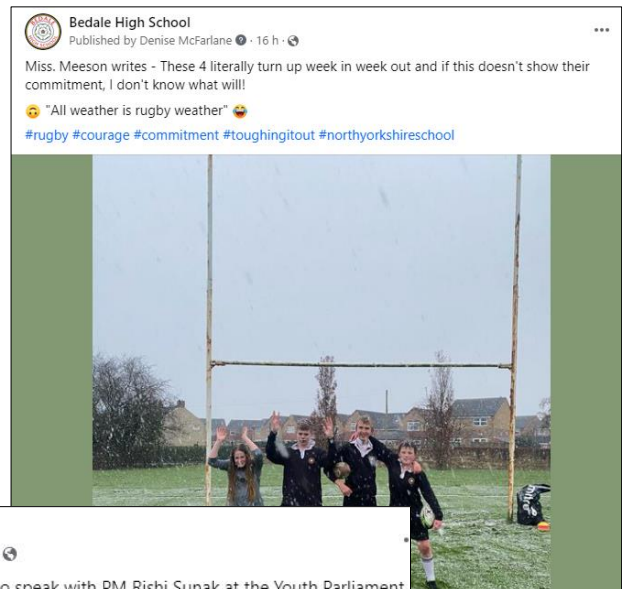 Bedale High School
Published by Denise McFarlane · 16 h ·
Miss. Meeson writes - These 4 literally turn up week in week out and if this doesn't show their
commitment, I don't know what will!
🙃 "All weather is rugby weather" 😂
#rugby #courage #commitment #toughingitout #northyorkshireschool
speak with PM Rishi Sunak at the Youth Parliament